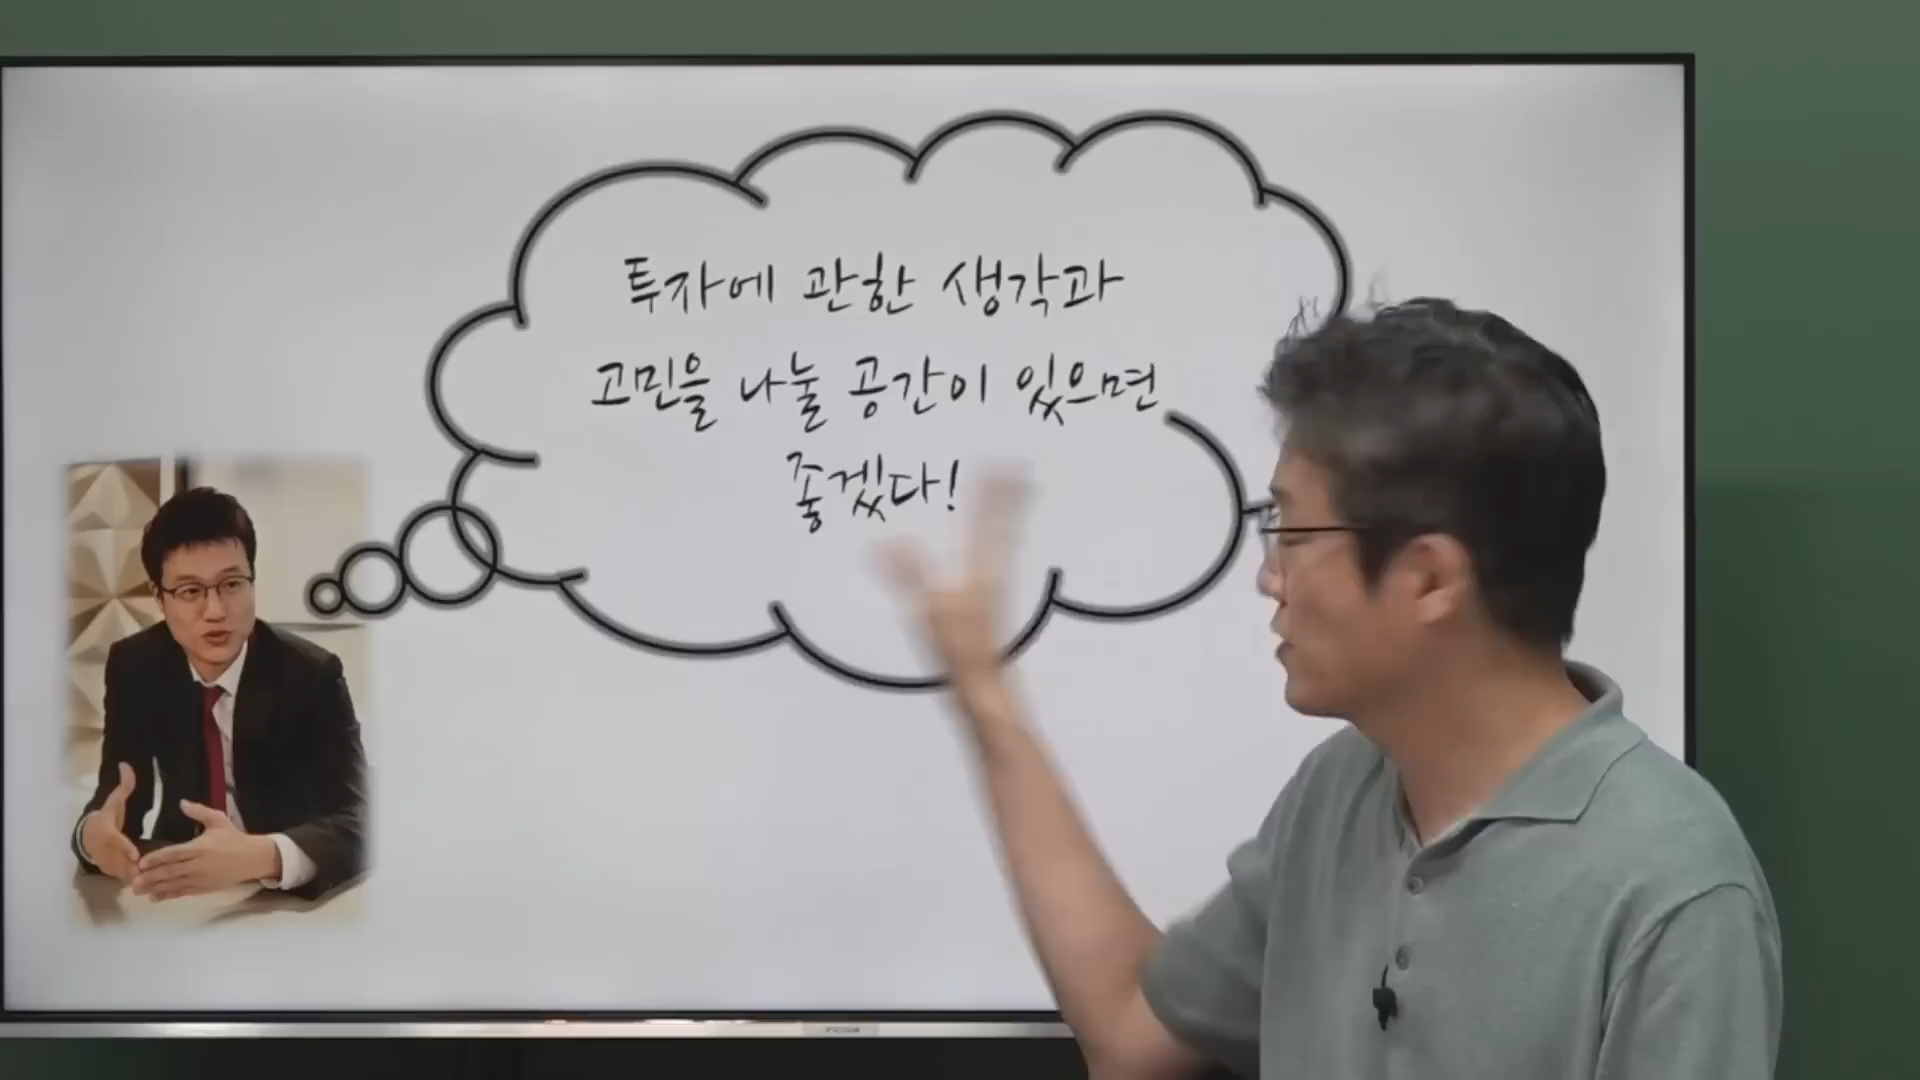 투자에 관한 생각과
고민을 나눌 공간이 있으면
좋겠다!